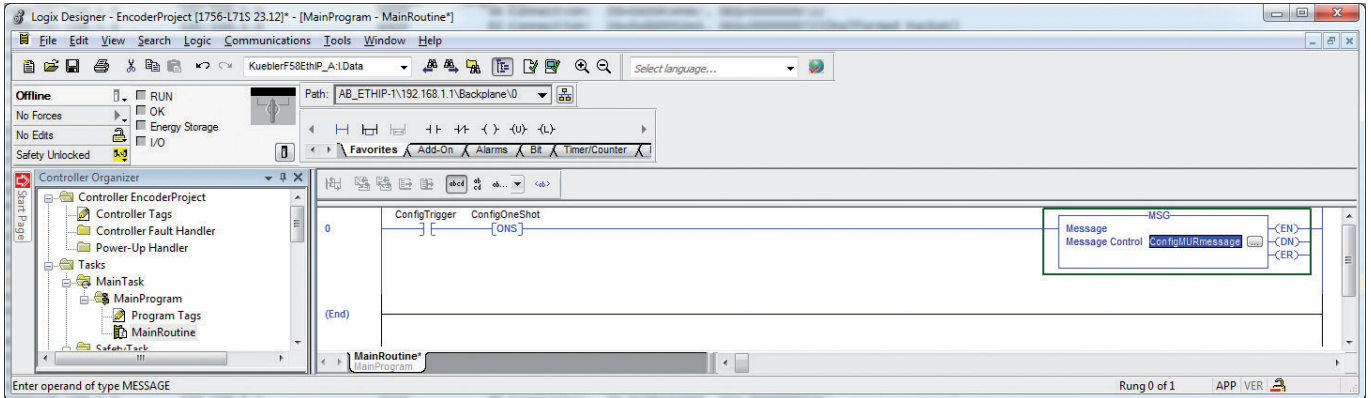 Logix Designer - EncoderProject [1756-L71S 23.12]* - [MainProgram - MainRoutine*]
File Edit View Search Logic Communications Tools Window Help
KueblerF58EthIP_A:I.Data
Select language...
Offline
RUN
No Forces
OK
No Edits
Energy Storage
Safety Unlocked
I/O
Path: AB_ETHIP-1\192.168.1.1\Backplane\0
Favorites Add-On Alarms Bit Timer/Counter
Start Page
Controller Organizer
Controller EncoderProject
Controller Tags
Controller Fault Handler
Power-Up Handler
Tasks
MainTask
MainProgram
Program Tags
MainRoutine
SafetyTask
abcd ab cd ab... <ab>
0
ConfigTrigger ConfigOneShot
ONS
MSG
Message
Message Control ConfigMURmessage ...
EN
DN
ER
(End)
MainRoutine*
MainProgram
Enter operand of type MESSAGE
Rung 0 of 1 APP VER